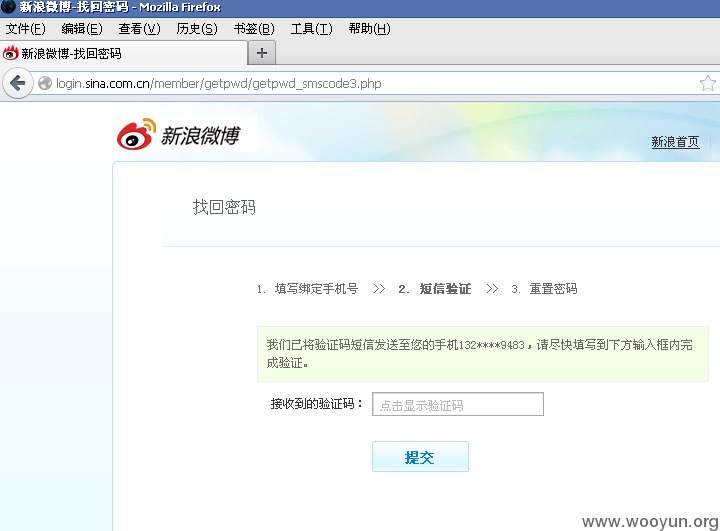 新浪微博-找回密码 - Mozilla Firefox
文件(F) 编辑(E) 查看(V) 历史(S) 书签(B) 工具(T) 帮助(H)
新浪微博-找回密码
login.sina.com.cn/member/getpwd/getpwd_smscode3.php
新浪微博
新浪首页
找回密码
1. 填写绑定手机号 >> 2. 短信验证 >> 3. 重置密码
我们已将验证码短信发送至您的手机132****9483，请尽快填写到下方输入框内完
成验证。
接收到的验证码： 点击显示验证码
提交
www.wooyun.org